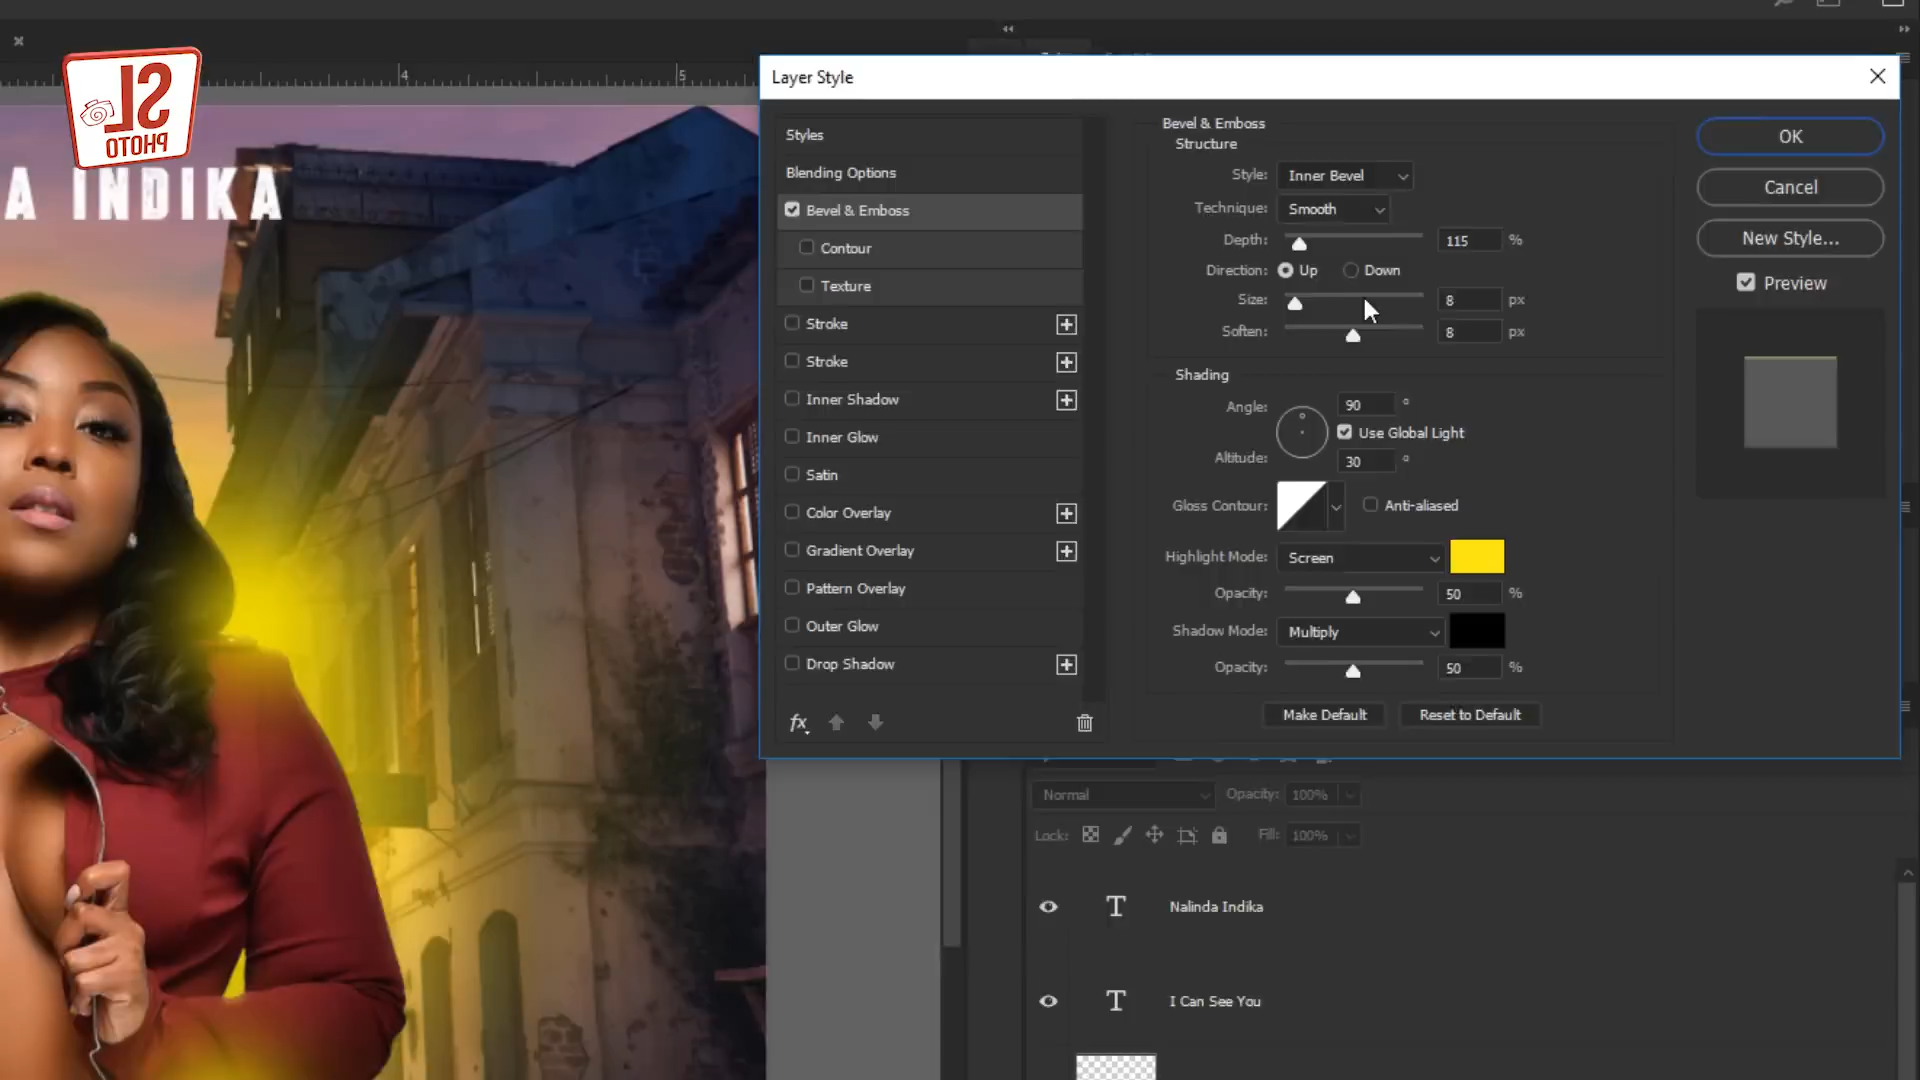 4
5
SL
PHOTO
A INDIKA
Layer Style
Styles
Blending Options
Bevel & Emboss
Contour
Texture
Stroke
Stroke
Inner Shadow
Inner Glow
Satin
Color Overlay
Gradient Overlay
Pattern Overlay
Outer Glow
Drop Shadow
fx
Bevel & Emboss
Structure
Style: Inner Bevel
Technique: Smooth
Depth: 115 %
Direction: Up Down
Size: 8 px
Soften: 8 px
Shading
Angle: 90 °
Use Global Light
Altitude: 30 °
Gloss Contour: Anti-aliased
Highlight Mode: Screen
Opacity: 50 %
Shadow Mode: Multiply
Opacity: 50 %
Make Default Reset to Default
OK
Cancel
New Style...
Preview
Normal Opacity: 100%
Lock: Fill: 100%
T Nalinda Indika
T I Can See You